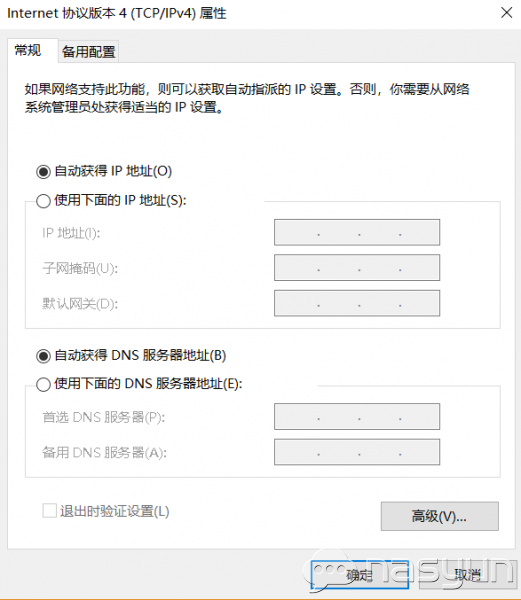 Internet 协议版本 4 (TCP/IPv4) 属性
常规
备用配置
如果网络支持此功能，则可以获取自动指派的 IP 设置。否则，你需要从网络
系统管理员处获得适当的 IP 设置。
自动获得 IP 地址(O)
使用下面的 IP 地址(S):
IP 地址(I):
子网掩码(U):
默认网关(D):
自动获得 DNS 服务器地址(B)
使用下面的 DNS 服务器地址(E):
首选 DNS 服务器(P):
备用 DNS 服务器(A):
退出时验证设置(L)
高级(V)...
确定
取消
nasyun